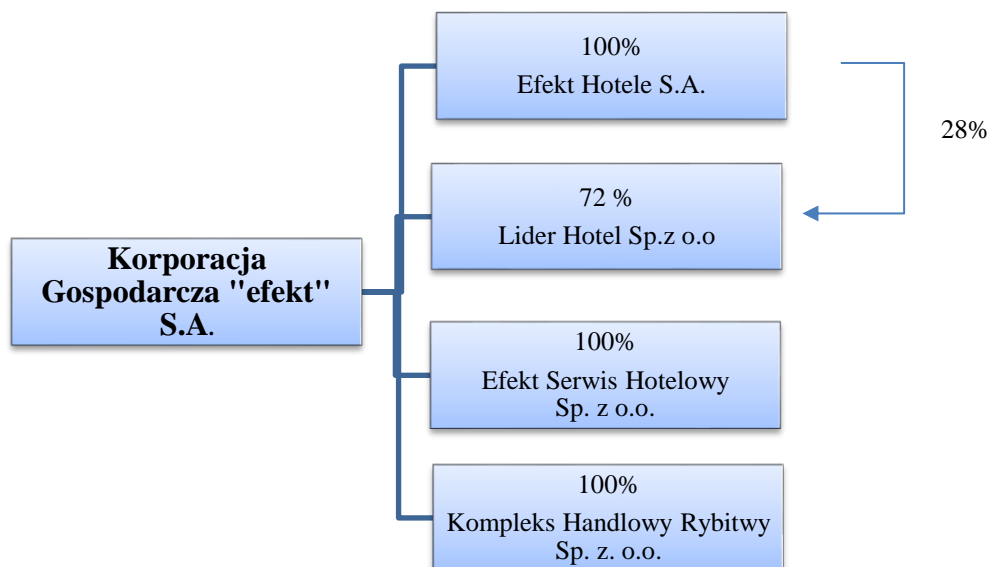 100%
Efekt Hotele S.A.
28%
72 %
Lider Hotel Sp.z o.o
Korporacja
Gospodarcza "efekt"
S.A.
100%
Efekt Serwis Hotelowy
Sp. z o.o.
100%
Kompleks Handlowy Rybitwy
Sp. z. o.o.